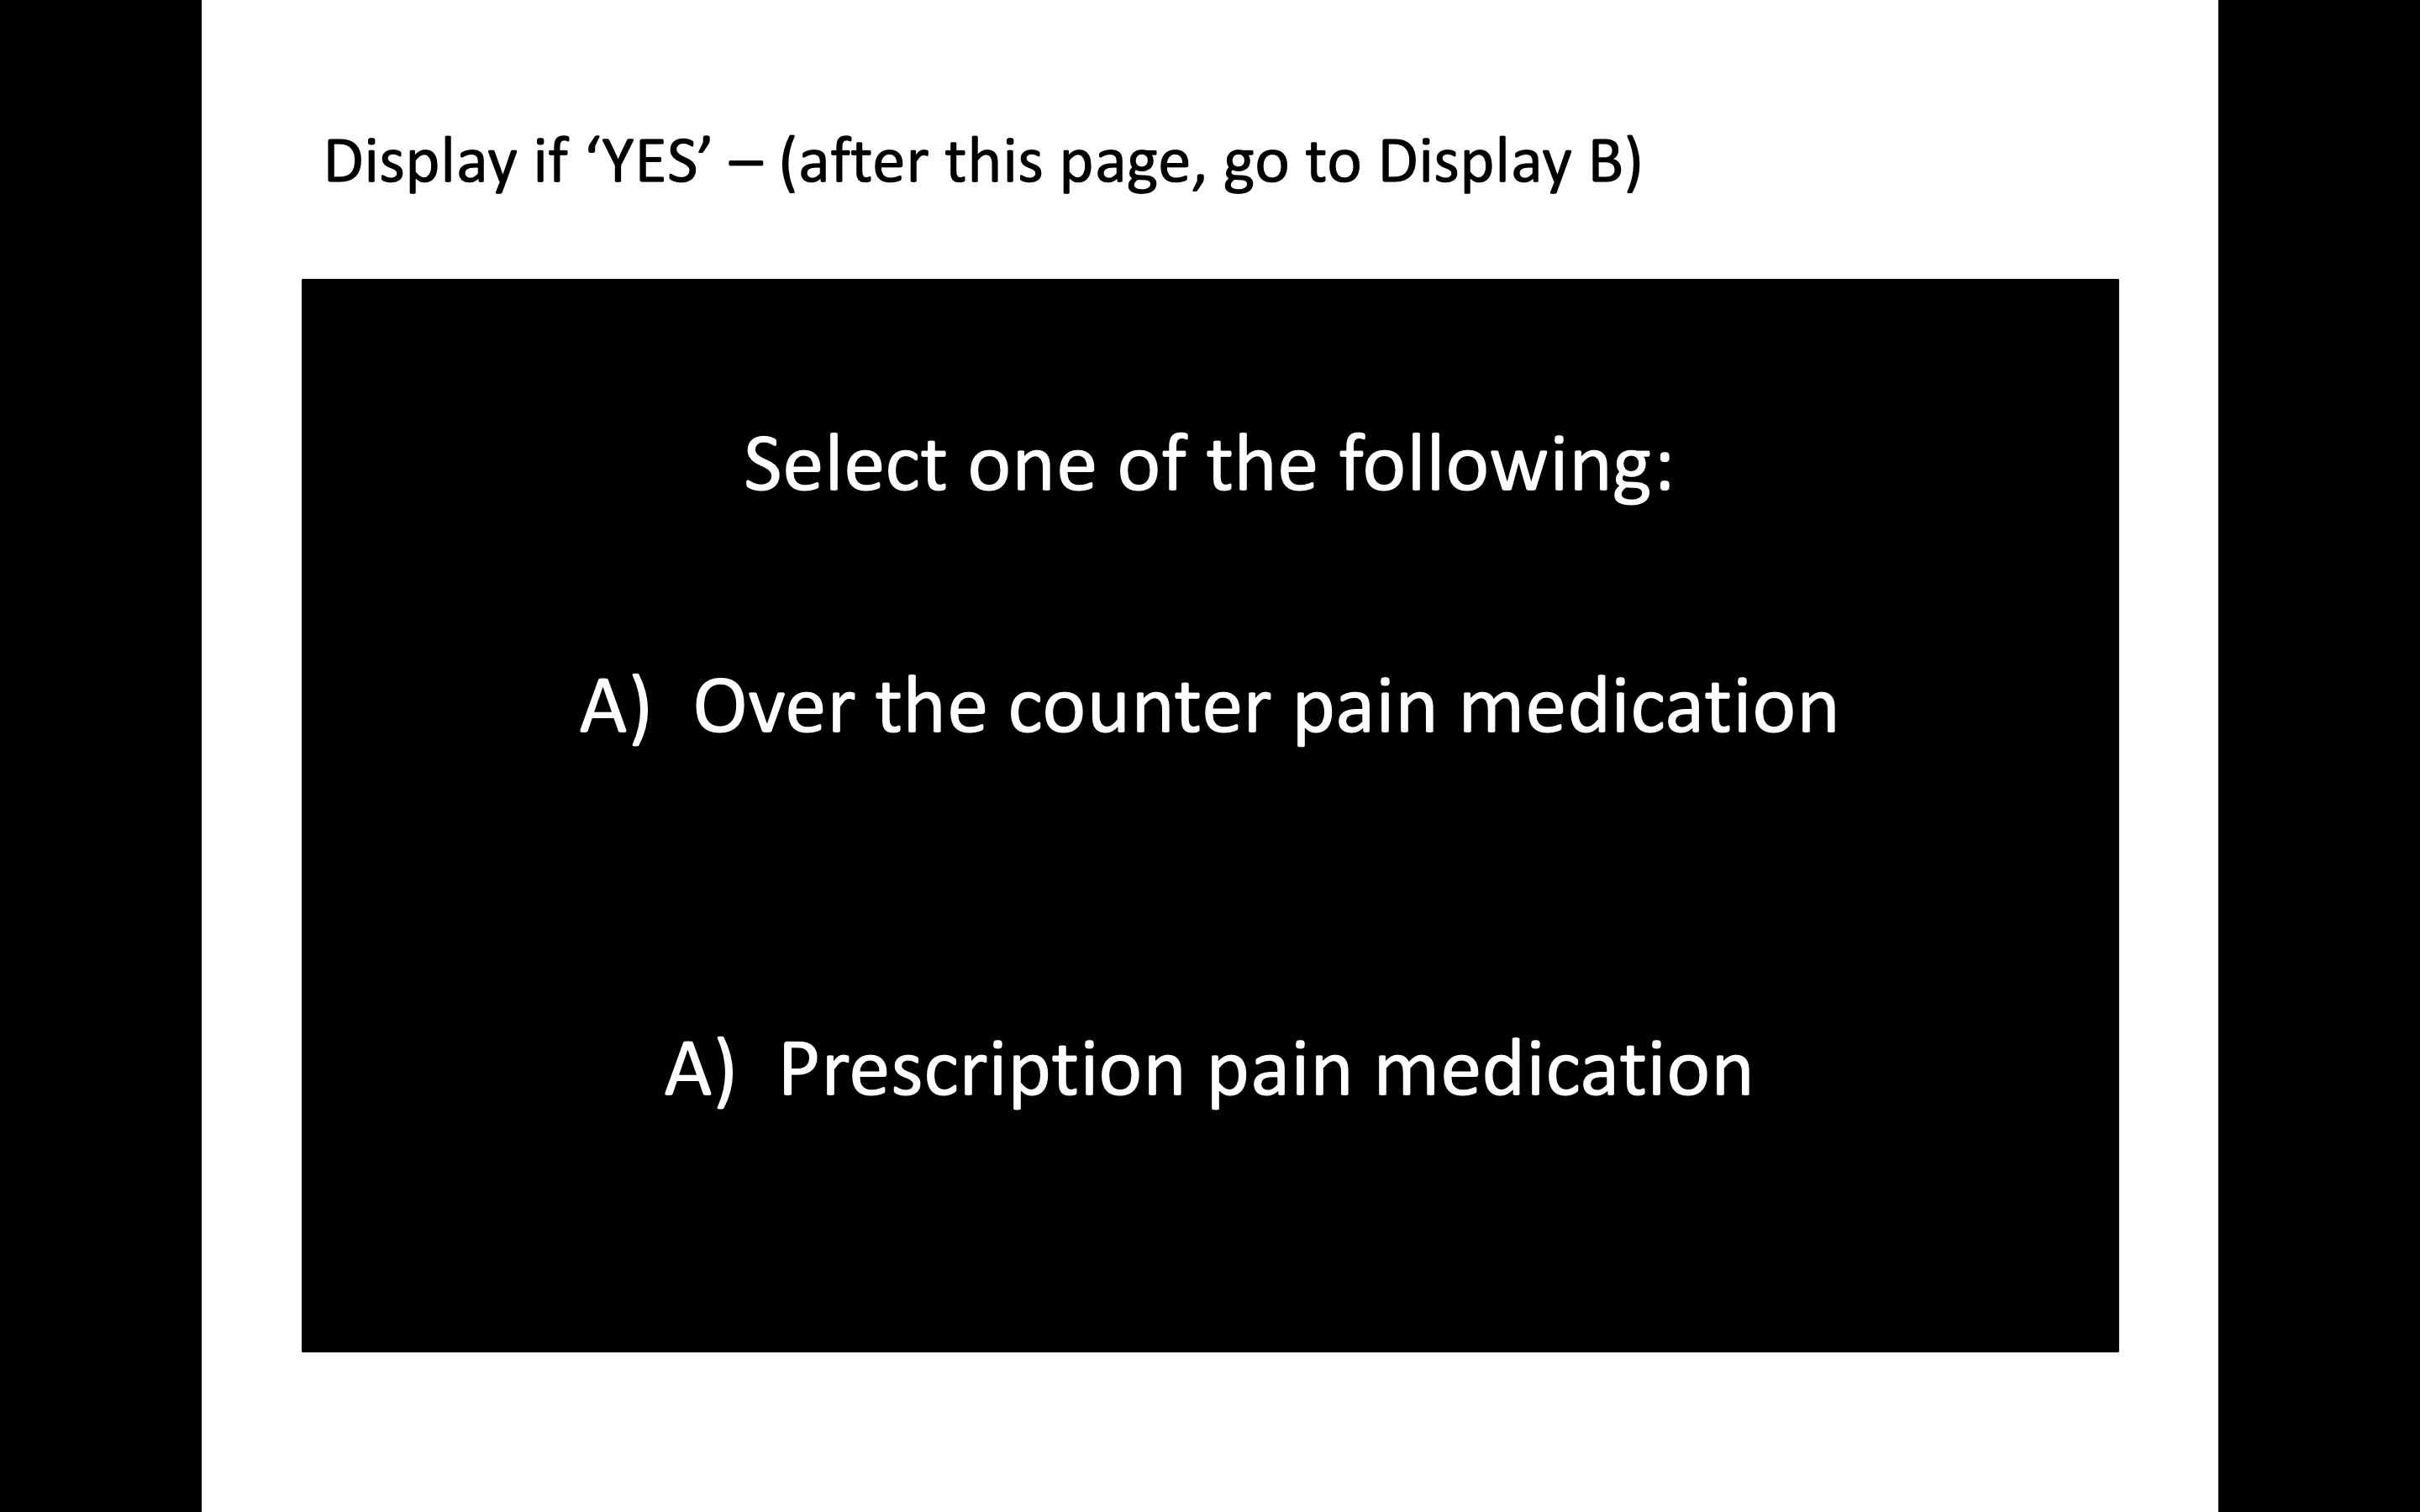 Display if ‘YES’ – (after this page, go to Display B)
Select one of the following:
A) Over the counter pain medication
A) Prescription pain medication